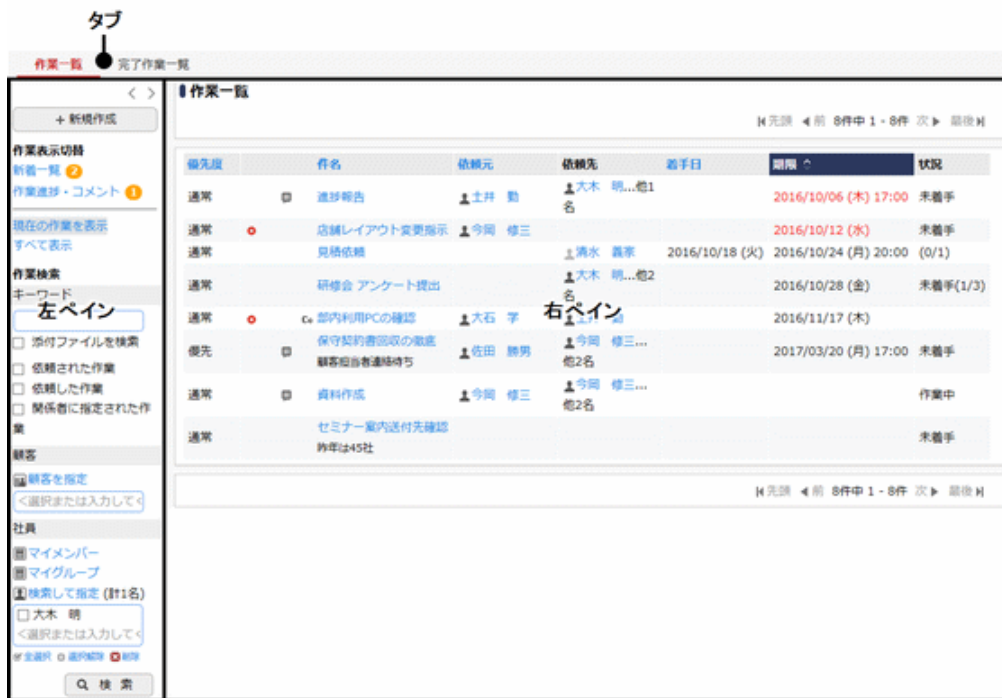 タブ
作業一覧 完了作業一覧
+ 新規作成
作業表示切替
新着一覧 2
作業進捗・コメント 1
現在の作業を表示
すべて表示
作業検索
キーワード
左ペイン
添付ファイルを検索
依頼された作業
依頼した作業
関係者に指定された作
業
顧客
顧客を指定
<選択または入力して<
社員
マイメンバー
マイグループ
検索して指定 (計1名)
大木 明
<選択または入力して<
全選択 選択解除 削除
検 索
作業一覧
先頭 前 8件中 1 - 8件 次 最後
優先度 件名 依頼元 依頼先 着手日 期限 状況
通常 進捗報告 土井 勤 大木 明...他1
名 2016/10/06 (木) 17:00 未着手
通常 店舗レイアウト変更指示 今岡 修三 2016/10/12 (水) 未着手
通常 見積依頼 清水 義家 2016/10/18 (火) 2016/10/24 (月) 20:00 (0/1)
通常 研修会 アンケート提出 大木 明...他2
名 2016/10/28 (金) 未着手(1/3)
右ペイン
通常 Cc 部内利用PCの確認 大石 学 2016/11/17 (木)
優先 保守契約書回収の徹底 佐田 勝男 今岡 修三...
顧客担当者連絡待ち 他2名 2017/03/20 (月) 17:00 未着手
通常 資料作成 今岡 修三 今岡 修三...
他2名 作業中
通常 セミナー案内送付先確認
昨年は45社 未着手
先頭 前 8件中 1 - 8件 次 最後